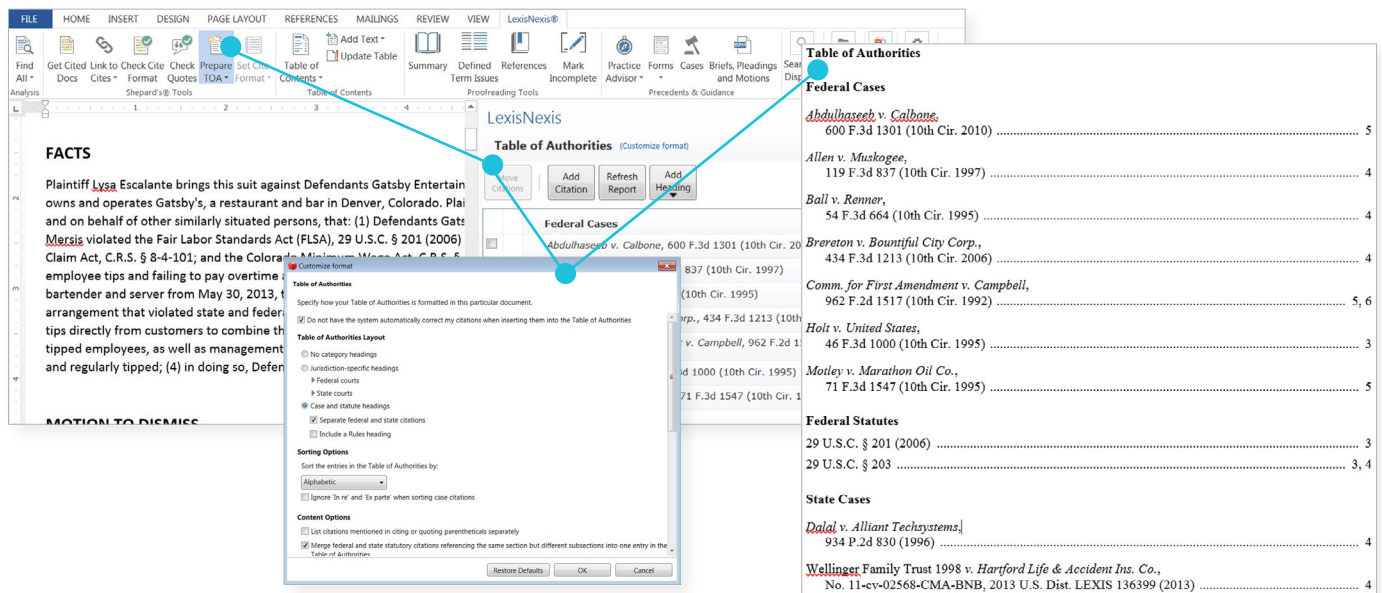 FILE HOME INSERT DESIGN PAGE LAYOUT REFERENCES MAILINGS REVIEW VIEW LexisNexis®
Find All
Get Cited Docs
Link to Cites
Check Cite Format
Check Quotes
Prepare TOA
Set Cite Format
Table of Contents
Add Text
Update Table
Summary
Defined Term Issues
References
Mark Incomplete
Practice Advisor
Forms
Cases
Briefs, Pleadings and Motions
Analysis
Shepard's® Tools
Table of Contents
Proofreading Tools
Precedents & Guidance
L 1 2 3 4
FACTS
Plaintiff Lysa Escalante brings this suit against Defendants Gatsby Entertain
owns and operates Gatsby's, a restaurant and bar in Denver, Colorado. Plai
and on behalf of other similarly situated persons, that: (1) Defendants Gats
Mersis violated the Fair Labor Standards Act (FLSA), 29 U.S.C. § 201 (2006)
Claim Act, C.R.S. § 8-4-101; and the Colorado Minimum Wage Act, C.R.S. §
employee tips and failing to pay overtime
bartender and server from May 30, 2013, t
arrangement that violated state and federa
tips directly from customers to combine th
tipped employees, as well as management
and regularly tipped; (4) in doing so, Defen
MOTION TO DISMISS
LexisNexis
Table of Authorities (Customize format)
Move Citations
Add Citation
Refresh Report
Add Heading
Federal Cases
Abdulhaseeb v. Calbone, 600 F.3d 1301 (10th Cir. 20
837 (10th Cir. 1997)
(10th Cir. 1995)
orp., 434 F.3d 1213 (10th
t v. Campbell, 962 F.2d 1
3d 1000 (10th Cir. 1995)
71 F.3d 1547 (10th Cir. 1
Customize format
Table of Authorities
Specify how your Table of Authorities is formatted in this particular document.
Do not have the system automatically correct my citations when inserting them into the Table of Authorities
Table of Authorities Layout
No category headings
Jurisdiction-specific headings
Federal courts
State courts
Case and statute headings
Separate federal and state citations
Include a Rules heading
Sorting Options
Sort the entries in the Table of Authorities by:
Alphabetic
Ignore 'In re' and 'Ex parte' when sorting case citations
Content Options
List citations mentioned in citing or quoting parentheticals separately
Merge federal and state statutory citations referencing the same section but different subsections into one entry in the
Table of Authorities
Restore Defaults OK Cancel
Table of Authorities
Federal Cases
Abdulhaseeb v. Calbone,
600 F.3d 1301 (10th Cir. 2010) 5
Allen v. Muskogee,
119 F.3d 837 (10th Cir. 1997) 4
Ball v. Renner,
54 F.3d 664 (10th Cir. 1995) 4
Brereton v. Bountiful City Corp.,
434 F.3d 1213 (10th Cir. 2006) 4
Comm. for First Amendment v. Campbell,
962 F.2d 1517 (10th Cir. 1992) 5, 6
Holt v. United States,
46 F.3d 1000 (10th Cir. 1995) 3
Motley v. Marathon Oil Co.,
71 F.3d 1547 (10th Cir. 1995) 5
Federal Statutes
29 U.S.C. § 201 (2006) 3
29 U.S.C. § 203 3, 4
State Cases
Dalal v. Alliant Techsystems,
934 P.2d 830 (1996) 4
Wellinger Family Trust 1998 v. Hartford Life & Accident Ins. Co.,
No. 11-cv-02568-CMA-BNB, 2013 U.S. Dist. LEXIS 136399 (2013) 4